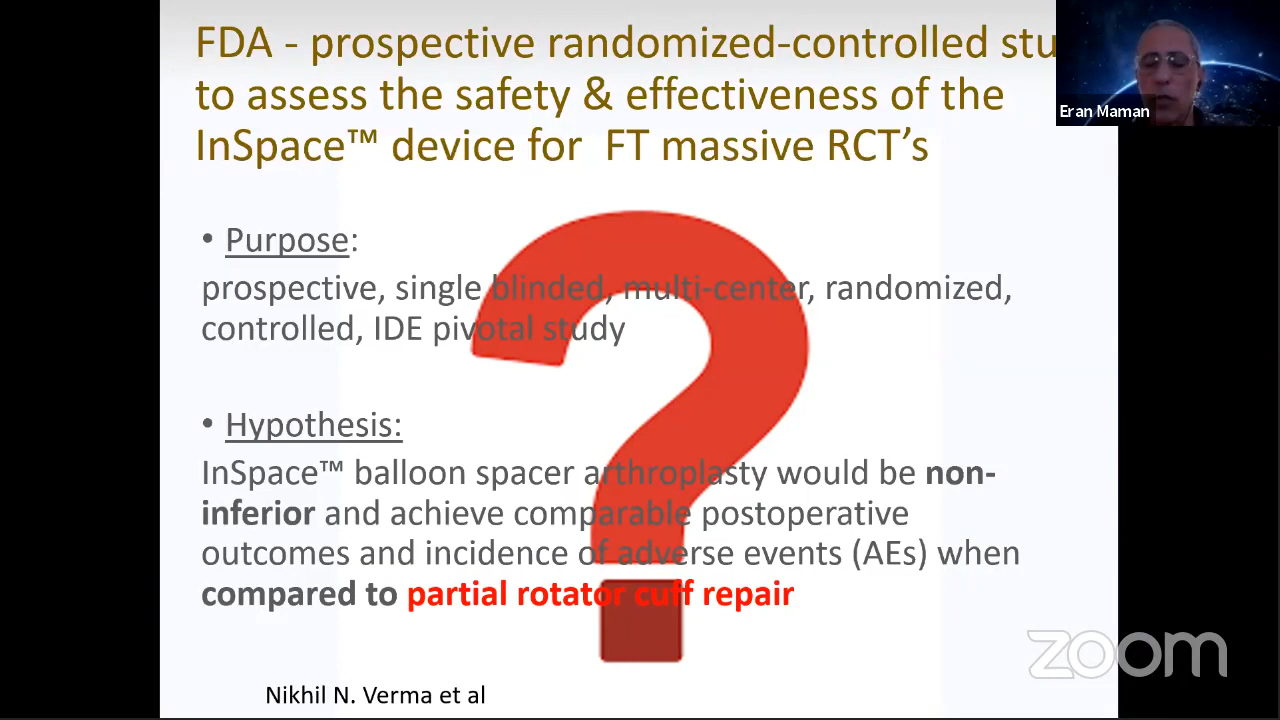 FDA - prospective randomized-controlled stu
to assess the safety & effectiveness of the
InSpace™ device for FT massive RCT’s
Eran Maman
• Purpose:
prospective, single blinded, multi-center, randomized,
controlled, IDE pivotal study
• Hypothesis:
InSpace™ balloon spacer arthroplasty would be non-
inferior and achieve comparable postoperative
outcomes and incidence of adverse events (AEs) when
compared to partial rotator cuff repair
Nikhil N. Verma et al
zoom